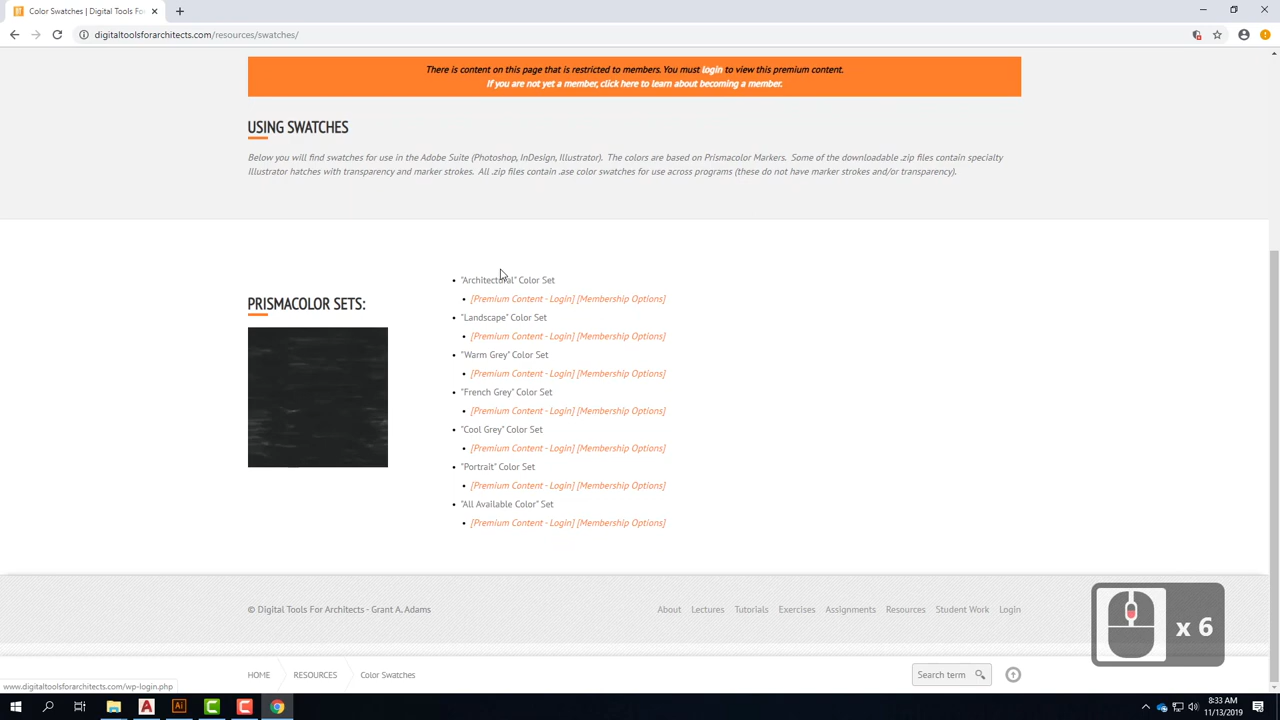 Color Swatches | Digital Tools For
digitaltoolsforarchitects.com/resources/swatches/
There is content on this page that is restricted to members. You must login to view this premium content.
If you are not yet a member, click here to learn about becoming a member.
USING SWATCHES
Below you will find swatches for use in the Adobe Suite (Photoshop, InDesign, Illustrator). The colors are based on Prismacolor Markers. Some of the downloadable .zip files contain specialty
Illustrator hatches with transparency and marker strokes. All .zip files contain .ase color swatches for use across programs (these do not have marker strokes and/or transparency).
PRISMACOLOR SETS:
"Architectural" Color Set
[Premium Content - Login] [Membership Options]
"Landscape" Color Set
[Premium Content - Login] [Membership Options]
"Warm Grey" Color Set
[Premium Content - Login] [Membership Options]
"French Grey" Color Set
[Premium Content - Login] [Membership Options]
"Cool Grey" Color Set
[Premium Content - Login] [Membership Options]
"Portrait" Color Set
[Premium Content - Login] [Membership Options]
"All Available Color" Set
[Premium Content - Login] [Membership Options]
© Digital Tools For Architects - Grant A. Adams
About Lectures Tutorials Exercises Assignments Resources Student Work Login
x 6
HOME RESOURCES Color Swatches
Search term
www.digitaltoolsforarchitects.com/wp-login.php
8:33 AM
11/13/2019